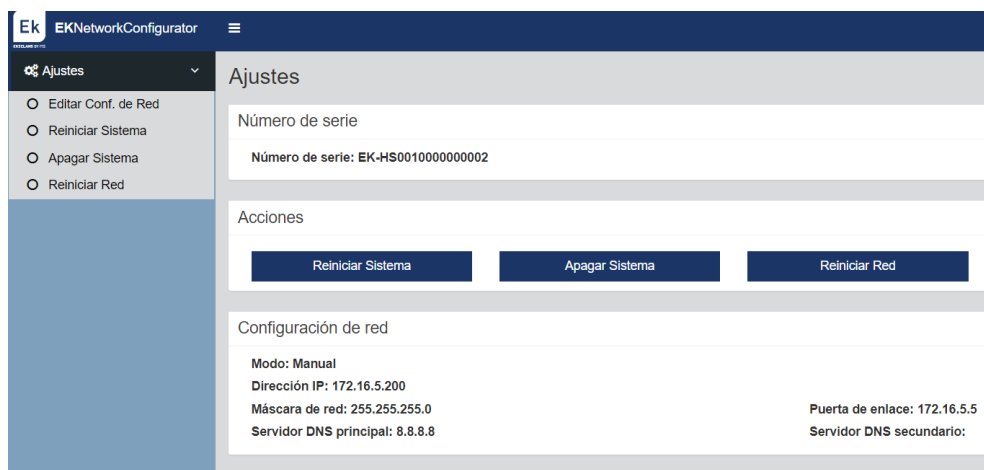 Ek EKNetworkConfigurator
EKSELANS BY ITS
Ajustes
Editar Conf. de Red
Reiniciar Sistema
Apagar Sistema
Reiniciar Red
Ajustes
Número de serie
Número de serie: EK-HS0010000000002
Acciones
Reiniciar Sistema Apagar Sistema Reiniciar Red
Configuración de red
Modo: Manual
Dirección IP: 172.16.5.200
Máscara de red: 255.255.255.0 Puerta de enlace: 172.16.5.5
Servidor DNS principal: 8.8.8.8 Servidor DNS secundario: